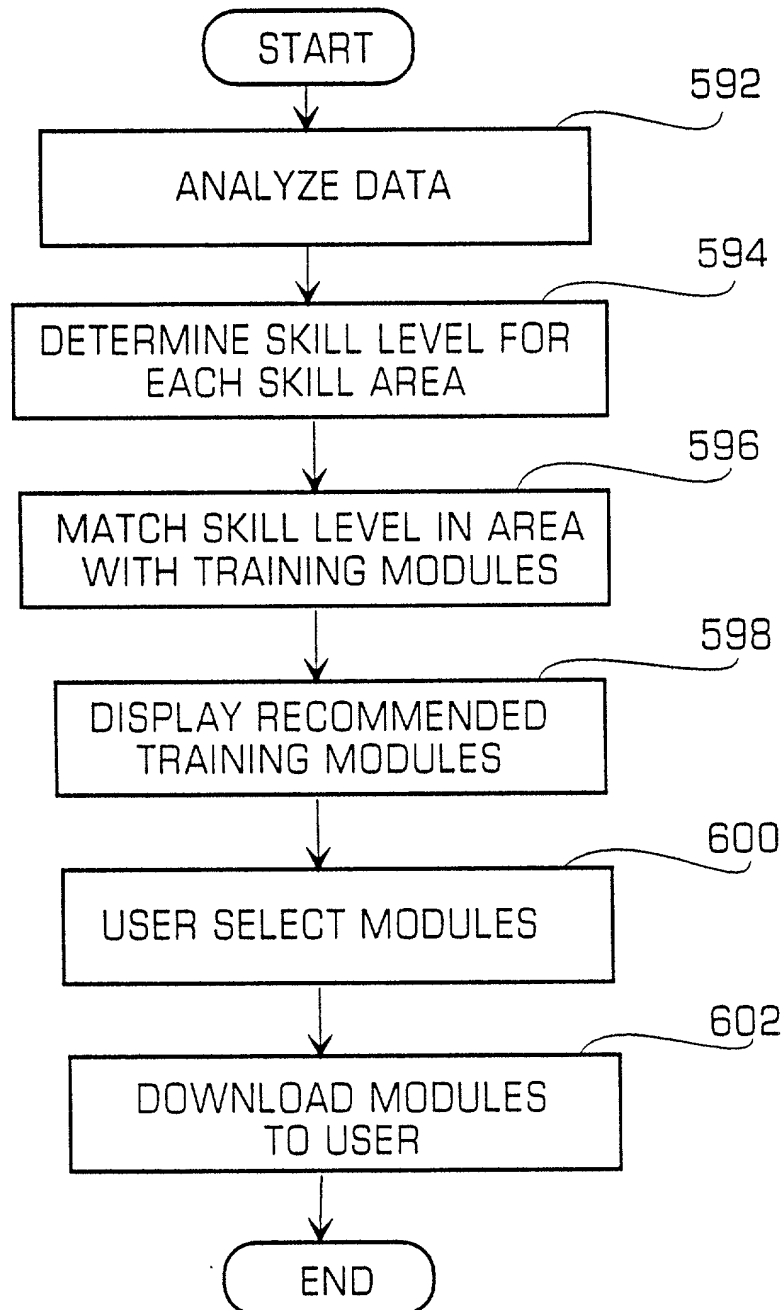 START
592
ANALYZE DATA
594
DETERMINE SKILL LEVEL FOR
EACH SKILL AREA
596
MATCH SKILL LEVEL IN AREA
WITH TRAINING MODULES
598
DISPLAY RECOMMENDED
TRAINING MODULES
600
USER SELECT MODULES
602
DOWNLOAD MODULES
TO USER
END